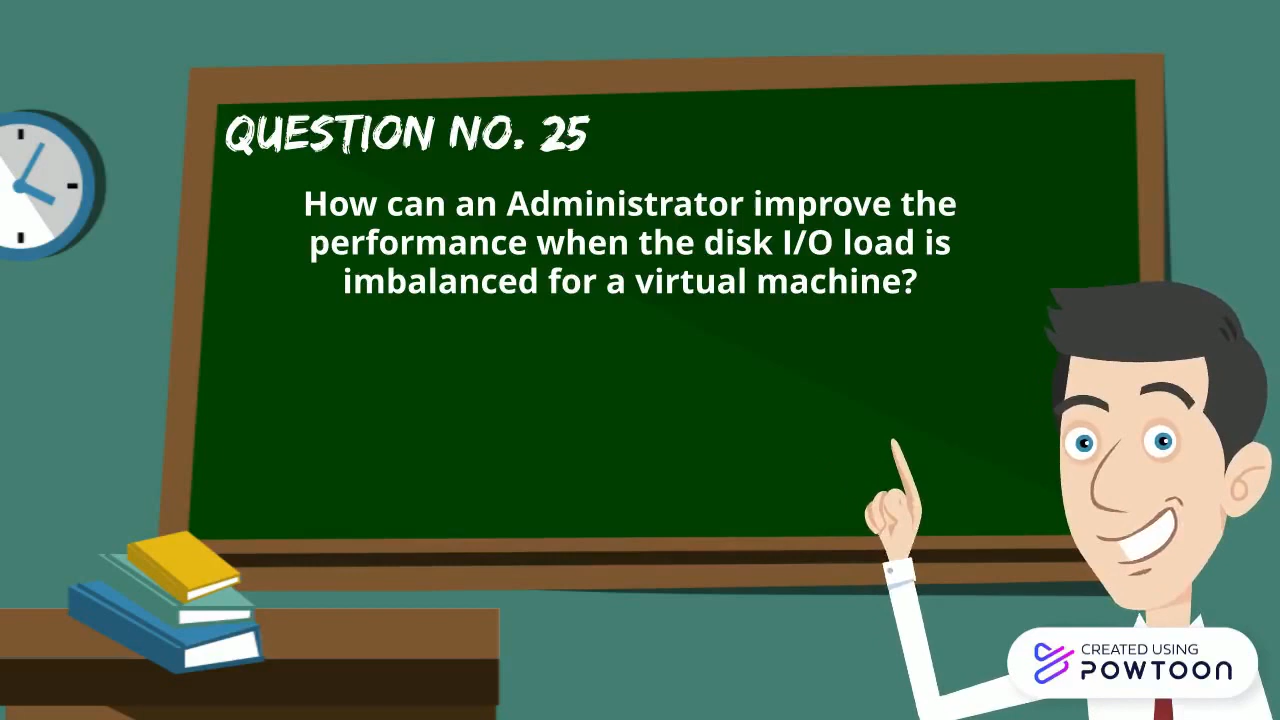 QUESTION NO. 25
How can an Administrator improve the
performance when the disk I/O load is
imbalanced for a virtual machine?
CREATED USING
POWTOON